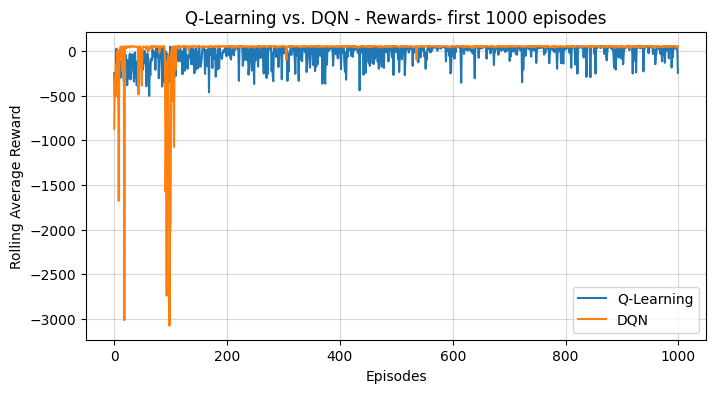 Q-Learning vs. DQN - Rewards- first 1000 episodes
Rolling Average Reward
0
−500
−1000
−1500
−2000
−2500
−3000
0 200 400 600 800 1000
Episodes
Q-Learning
DQN